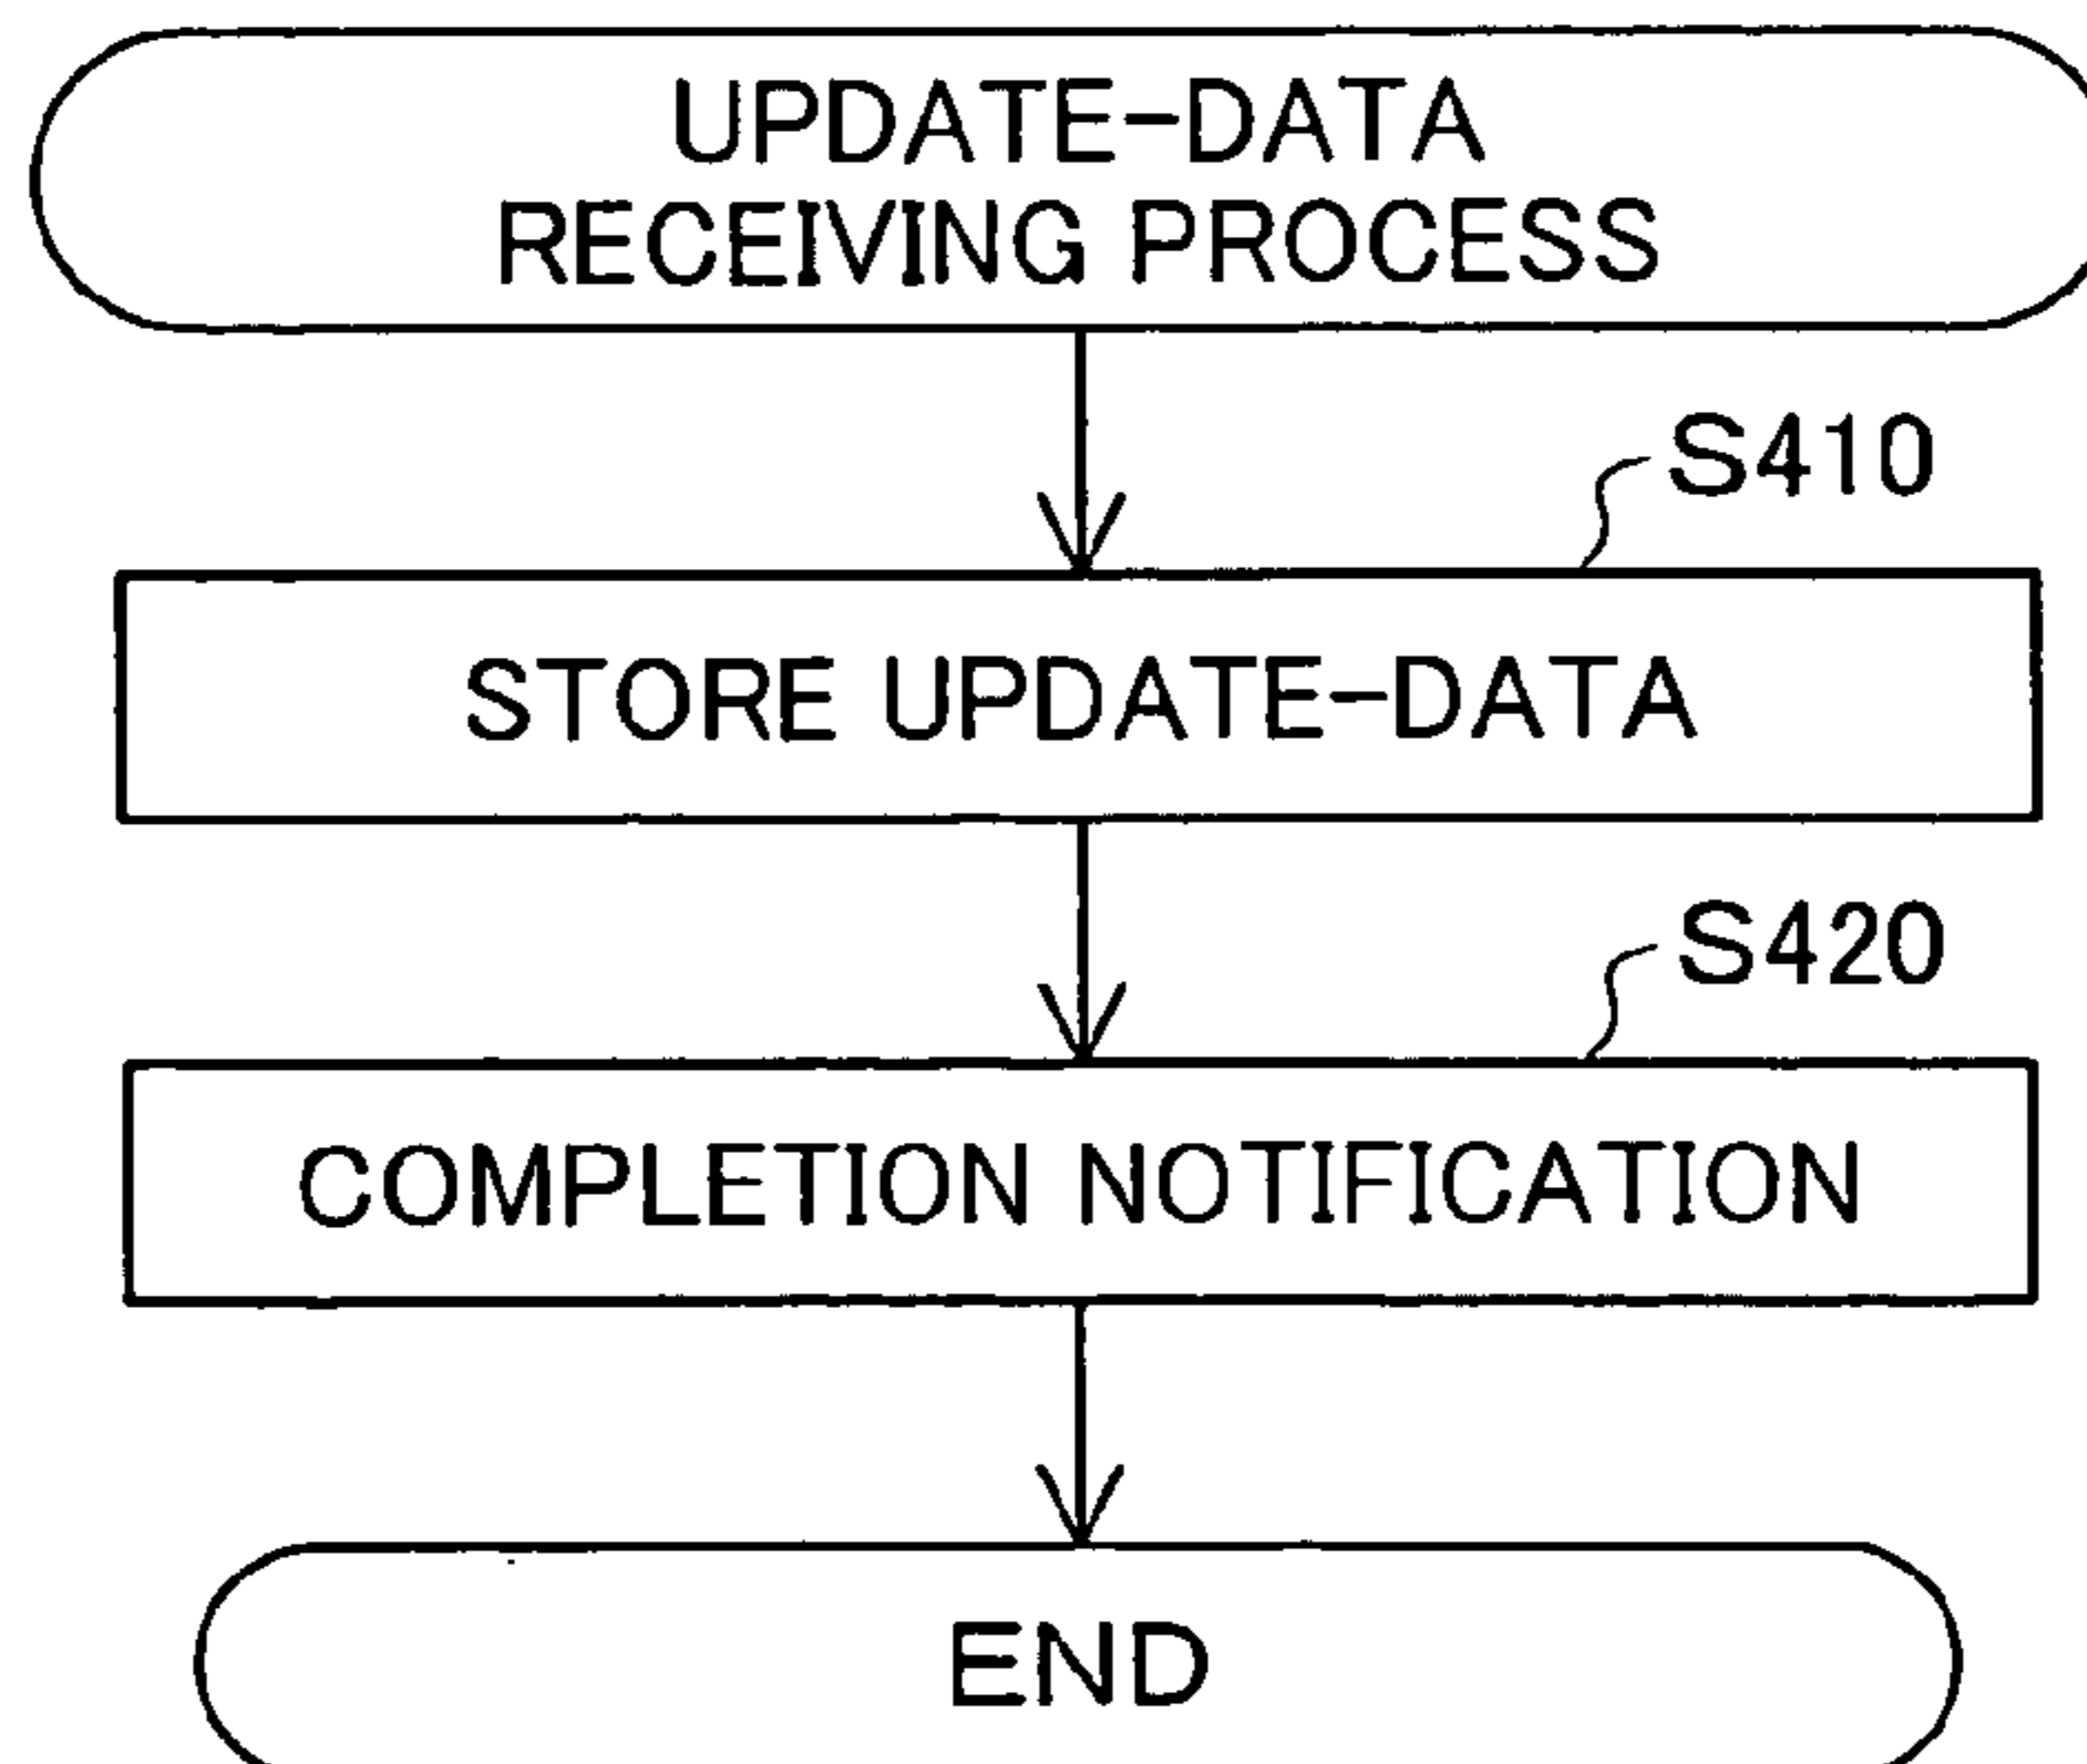 UPDATE-DATA
RECEIVING PROCESS
S410
STORE UPDATE-DATA
S420
COMPLETION NOTIFICATION
END